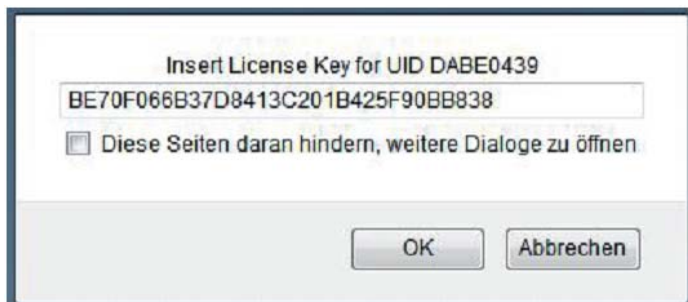 Insert License Key for UID DABE0439
BE70F066B37D8413C201B425F90BB838
Diese Seiten daran hindern, weitere Dialoge zu öffnen
OK
Abbrechen